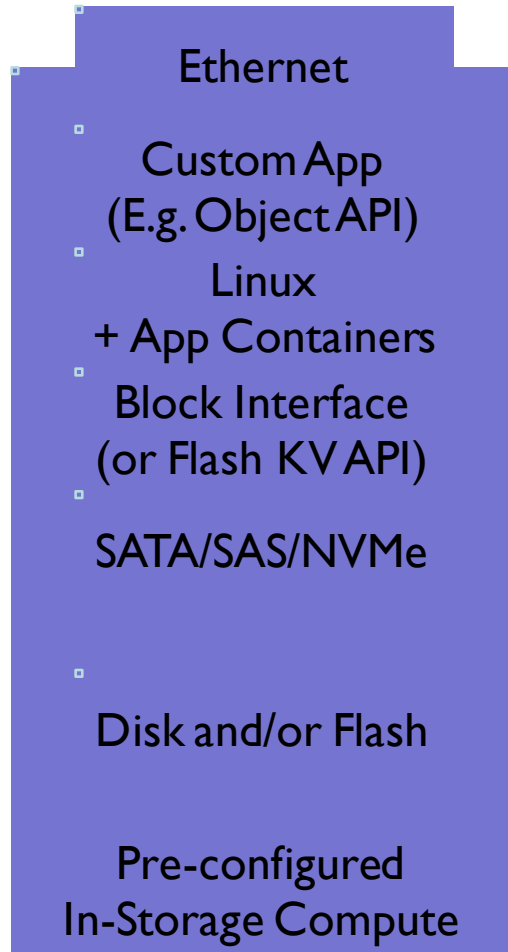 Ethernet
Custom App
(E.g. Object API)
Linux
+ App Containers
Block Interface
(or Flash KV API)
SATA/SAS/NVMe
Disk and/or Flash
Pre-configured
In-Storage Compute